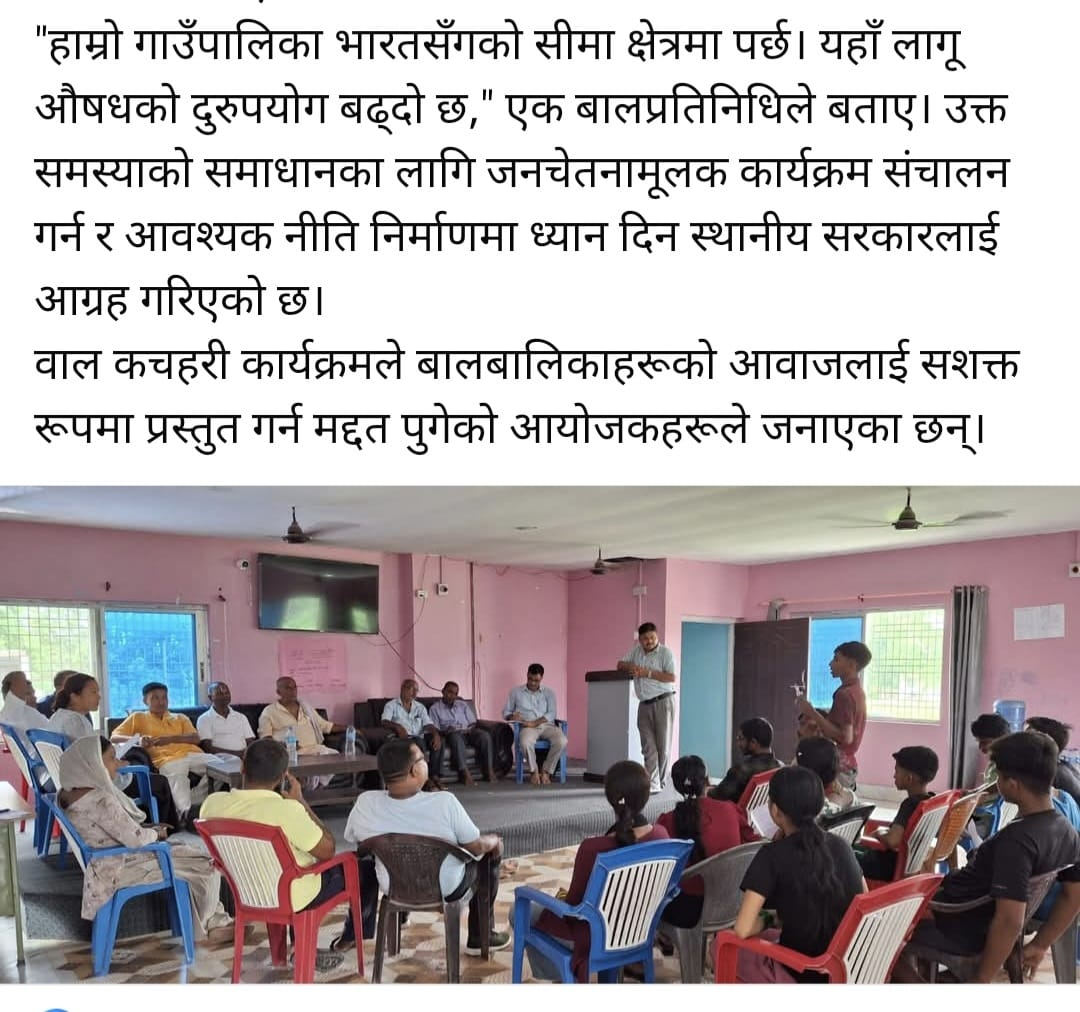 "हाम्रो गाउँपालिका भारतसँगको सीमा क्षेत्रमा पर्छ। यहाँ लागू
औषधको दुरुपयोग बढ्दो छ," एक बालप्रतिनिधिले बताए। उक्त
समस्याको समाधानका लागि जनचेतनामूलक कार्यक्रम संचालन
गर्न र आवश्यक नीति निर्माणमा ध्यान दिन स्थानीय सरकारलाई
आग्रह गरिएको छ।
वाल कचहरी कार्यक्रमले बालबालिकाहरूको आवाजलाई सशक्त
रूपमा प्रस्तुत गर्न मद्दत पुगेको आयोजकहरूले जनाएका छन्।